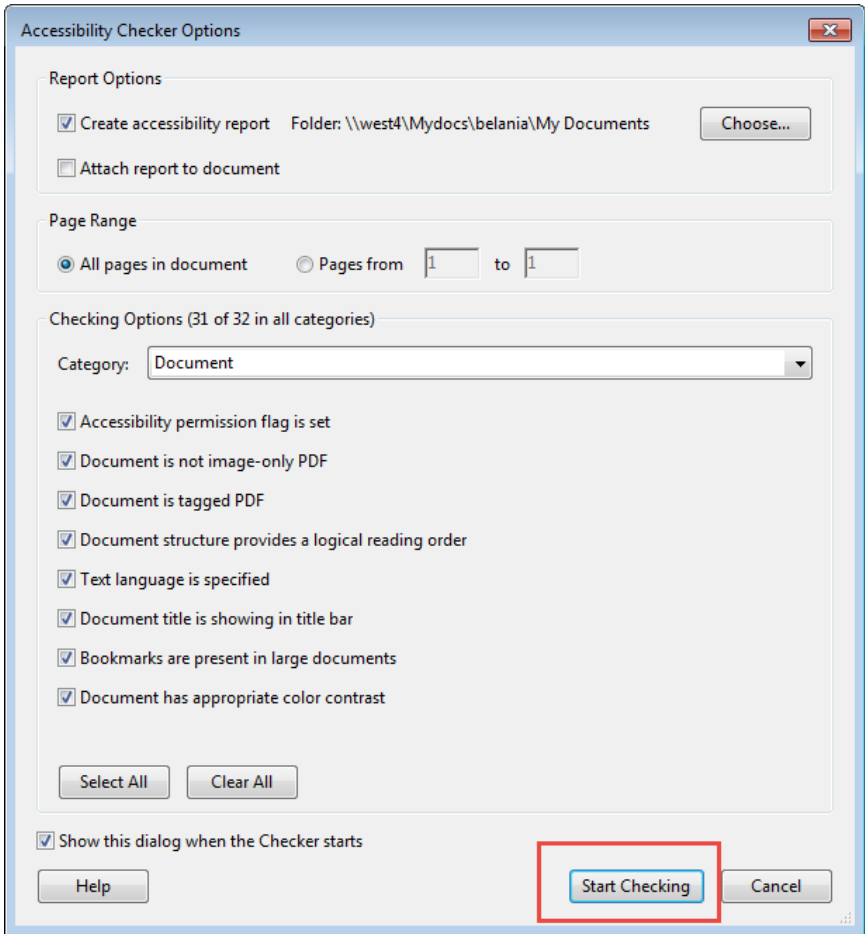 Accessibility Checker Options
Report Options
Create accessibility report Folder: \\west4\Mydocs\belania\My Documents Choose...
Attach report to document
Page Range
All pages in document Pages from 1 to 1
Checking Options (31 of 32 in all categories)
Category: Document
Accessibility permission flag is set
Document is not image-only PDF
Document is tagged PDF
Document structure provides a logical reading order
Text language is specified
Document title is showing in title bar
Bookmarks are present in large documents
Document has appropriate color contrast
Select All Clear All
Show this dialog when the Checker starts
Help Start Checking Cancel